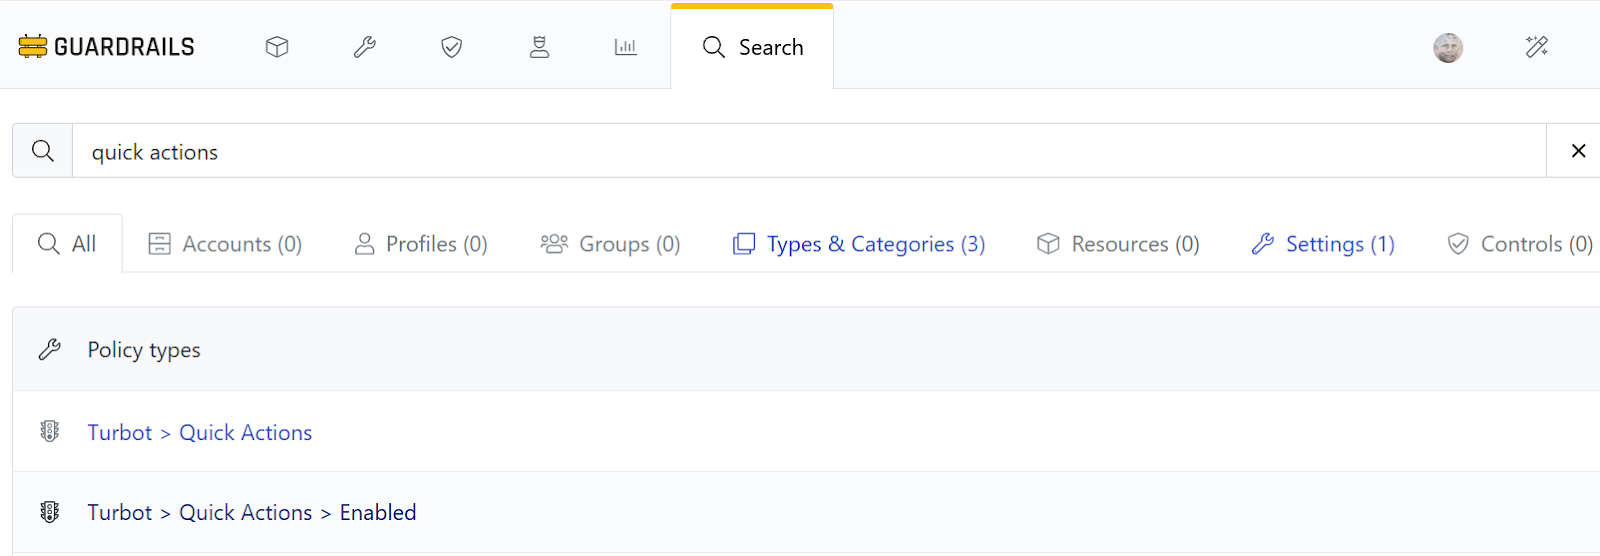 GUARDRAILS
Search
quick actions
All Accounts (0) Profiles (0) Groups (0) Types & Categories (3) Resources (0) Settings (1) Controls (0)
Policy types
Turbot > Quick Actions
Turbot > Quick Actions > Enabled